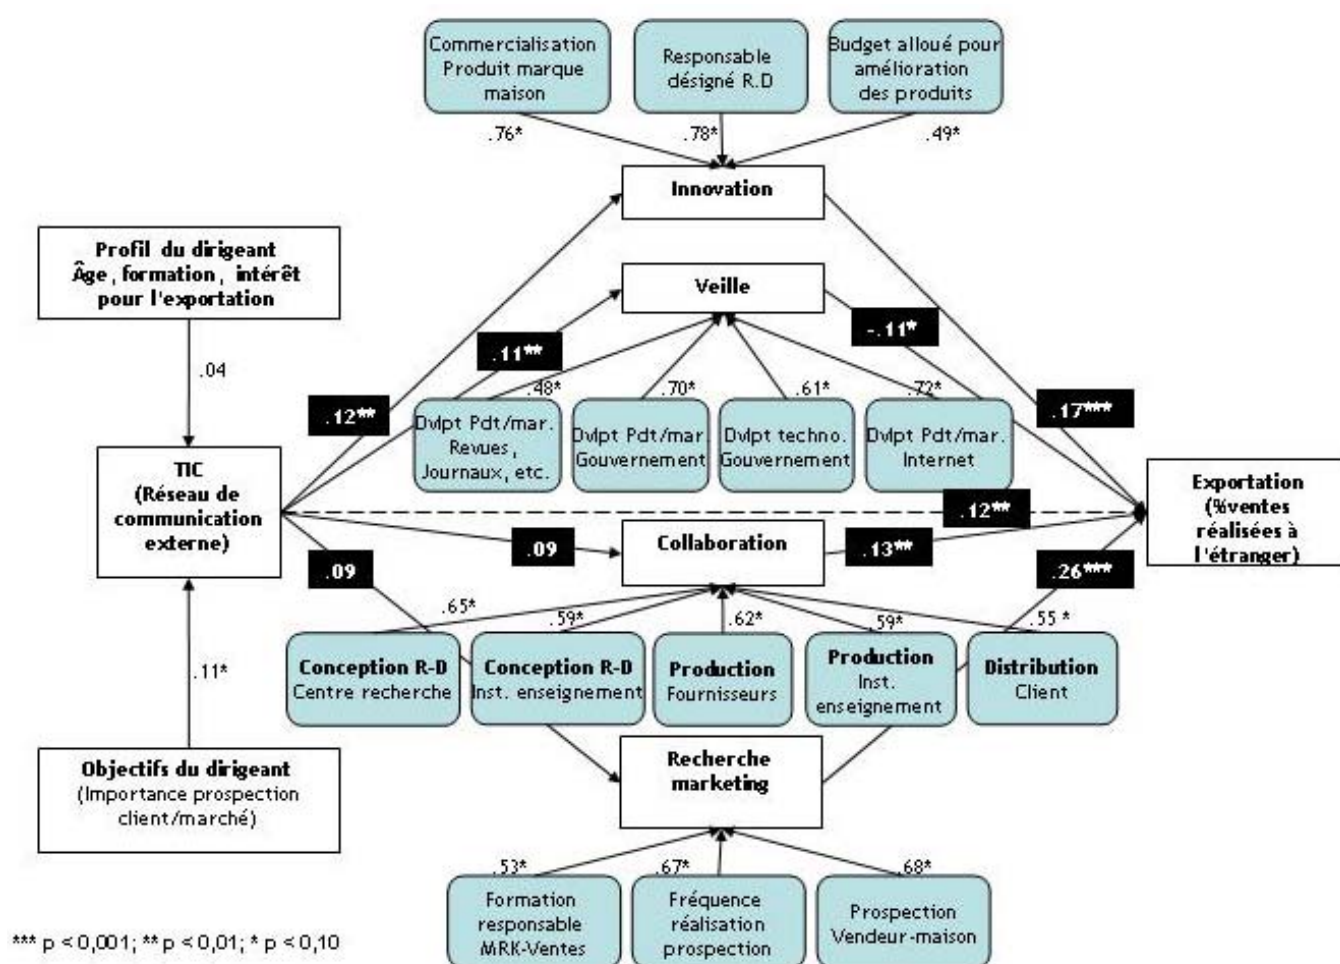 Commercialisation
Produit marque
maison
Responsable
désigné R.D
Budget alloué pour
amélioration
des produits
.76*
.78*
.49*
Innovation
Profil du dirigeant
Âge, formation, intérêt
pour l'exportation
Veille
-.11*
.11**
.04
.48*
.70*
.61*
.72*
.12**
.17***
Dvlpt Pdt/mar.
Revues,
Journaux, etc.
Dvlpt Pdt/mar.
Gouvernement
Dvlpt techno.
Gouvernement
Dvlpt Pdt/mar.
Internet
TIC
(Réseau de
communication
externe)
Exportation
(%ventes
réalisées à
l'étranger)
.12**
.09
Collaboration
.13**
.09
.26***
.65*
.59*
.62*
.59*
.55 *
Conception R-D
Centre recherche
Conception R-D
Inst. enseignement
Production
Fournisseurs
Production
Inst.
enseignement
Distribution
Client
.11*
Objectifs du dirigeant
(Importance prospection
client/marché)
Recherche
marketing
.53*
.67*
.68*
Formation
responsable
MRK-Ventes
Fréquence
réalisation
prospection
Prospection
Vendeur-maison
*** p < 0,001; ** p < 0,01; * p < 0,10